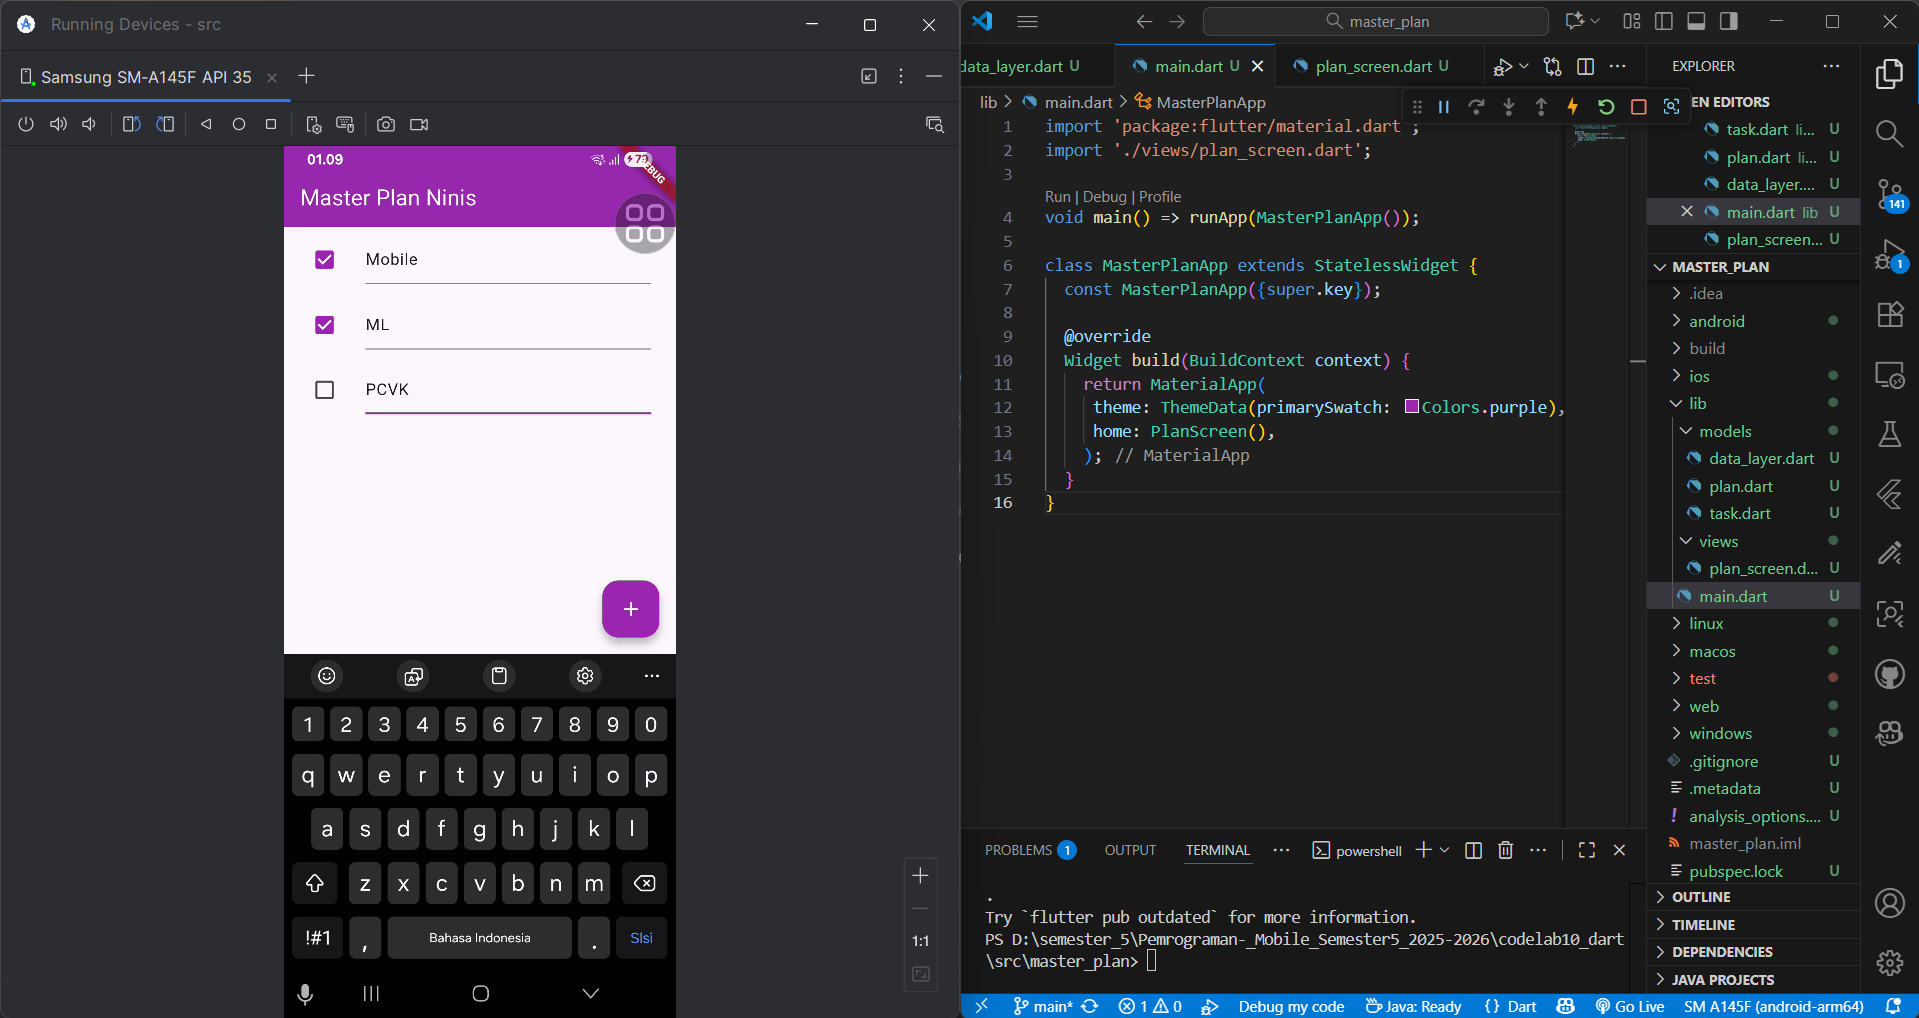 Running Devices - src
Samsung SM-A145F API 35
01.09
Master Plan Ninis
Mobile
ML
PCVK
1 2 3 4 5 6 7 8 9 0
q w e r t y u i o p
a s d f g h j k l
z x c v b n m
!#1 , Bahasa Indonesia . Slsi
1:1
master_plan
data_layer.dart U
main.dart U
plan_screen.dart U
lib > main.dart > MasterPlanApp
1 import 'package:flutter/material.dart';
2 import './views/plan_screen.dart';
3
Run | Debug | Profile
4 void main() => runApp(MasterPlanApp());
5
6 class MasterPlanApp extends StatelessWidget {
7 const MasterPlanApp({super.key});
8
9 @override
10 Widget build(BuildContext context) {
11 return MaterialApp(
12 theme: ThemeData(primarySwatch: Colors.purple),
13 home: PlanScreen(),
14 ); // MaterialApp
15 }
16 }
PROBLEMS 1
OUTPUT
TERMINAL
powershell
.
Try `flutter pub outdated` for more information.
PS D:\semester_5\Pemrograman-_Mobile_Semester5_2025-2026\codelab10_dart
\src\master_plan>
EXPLORER
EN EDITORS
task.dart li... U
plan.dart li... U
data_layer.... U
main.dart lib U
plan_screen... U
MASTER_PLAN
.idea
android
build
ios
lib
models
data_layer.dart U
plan.dart U
task.dart U
views
plan_screen.d... U
main.dart U
linux
macos
test
web
windows
.gitignore U
.metadata U
analysis_options.... U
master_plan.iml
pubspec.lock U
OUTLINE
TIMELINE
DEPENDENCIES
JAVA PROJECTS
141
1
main* 1 0 Debug my code Java: Ready {} Dart Go Live SM A145F (android-arm64)